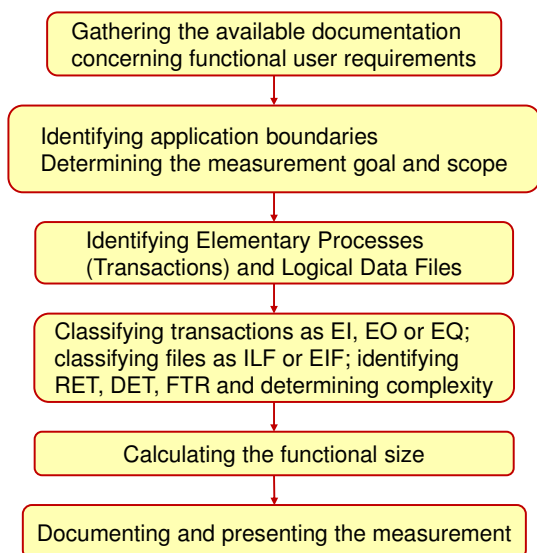 Gathering the available documentation
concerning functional user requirements
Identifying application boundaries
Determining the measurement goal and scope
Identifying Elementary Processes
(Transactions) and Logical Data Files
Classifying transactions as EI, EO or EQ;
classifying files as ILF or EIF; identifying
RET, DET, FTR and determining complexity
Calculating the functional size
Documenting and presenting the measurement